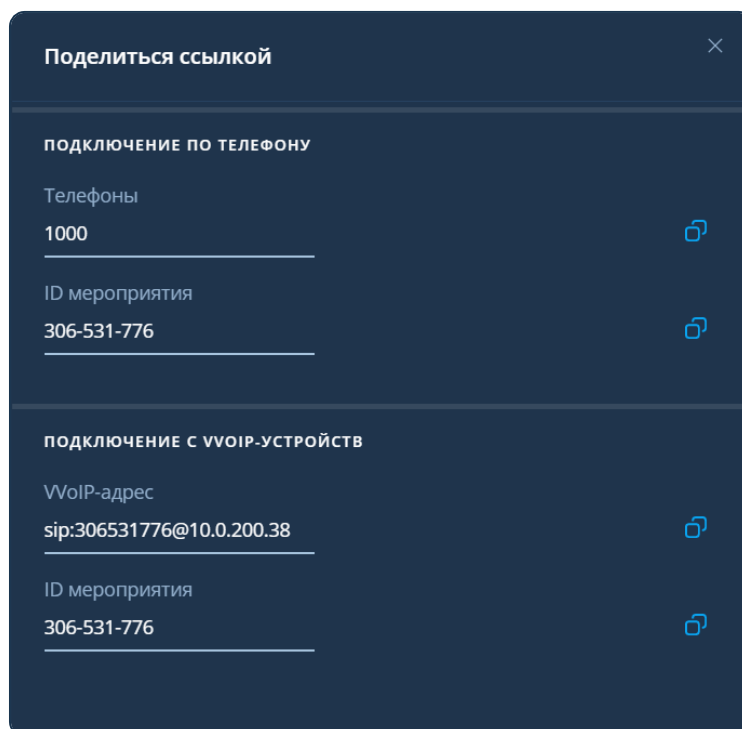 Поделиться ссылкой
ПОДКЛЮЧЕНИЕ ПО ТЕЛЕФОНУ
Телефоны
1000
ID мероприятия
306-531-776
ПОДКЛЮЧЕНИЕ С VVOIP-УСТРОЙСТВ
VVoIP-адрес
sip:306531776@10.0.200.38
ID мероприятия
306-531-776